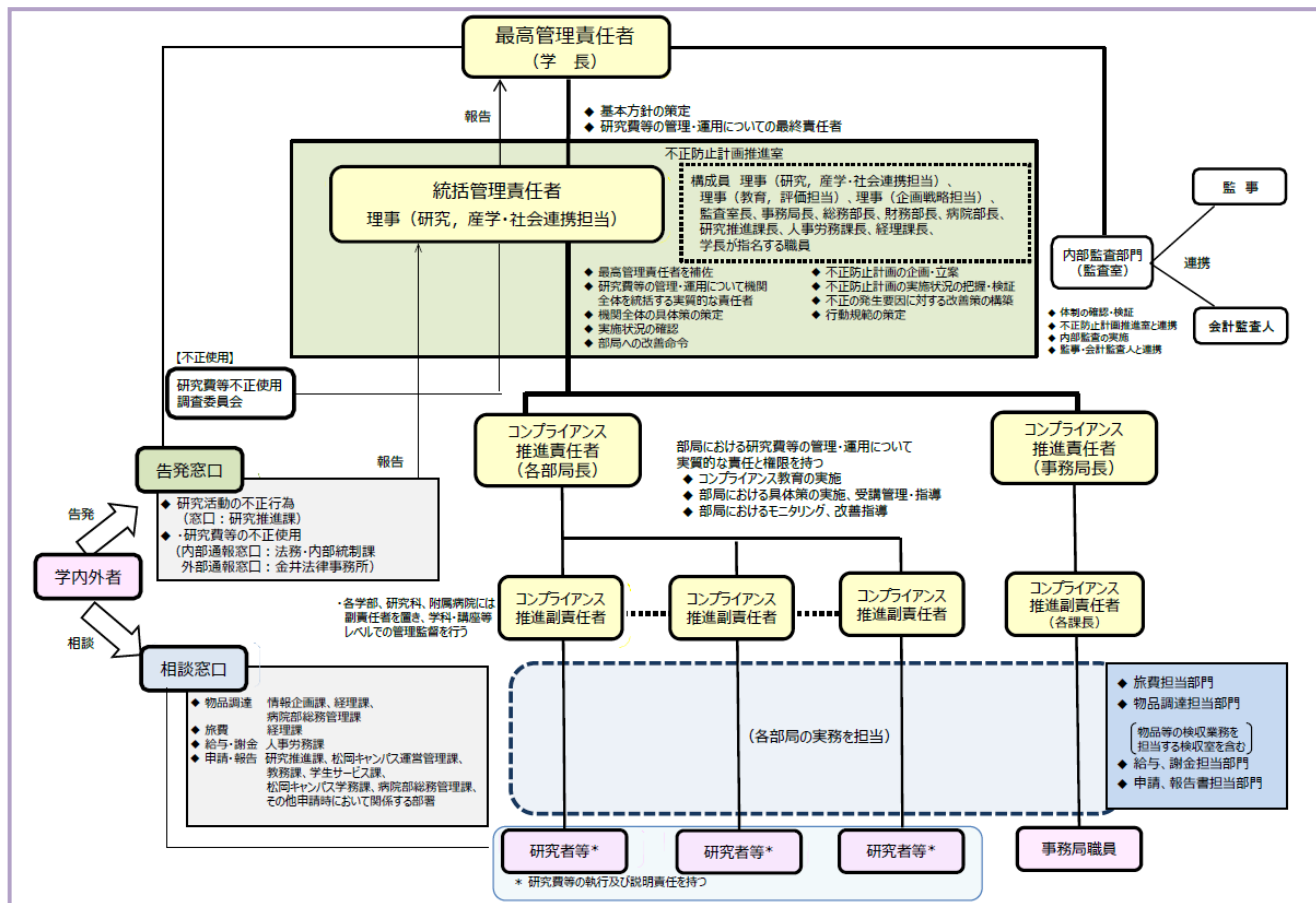 最高管理責任者
（学　長）
報告
◆ 基本方針の策定
◆ 研究費等の管理・運用についての最終責任者
不正防止計画推進室
統括管理責任者
理事（研究，産学・社会連携担当）
構成員 理事（研究，産学・社会連携担当）、
理事（教育，評価担当）、理事（企画戦略担当）、
監査室長、事務局長、総務部長、財務部長、病院部長、
研究推進課長、人事労務課長、経理課長、
学長が指名する職員
◆ 最高管理責任者を補佐
◆ 研究費等の管理・運用について機関
全体を統括する実質的な責任者
◆ 機関全体の具体策の策定
◆ 実施状況の確認
◆ 部局への改善命令
◆ 不正防止計画の企画・立案
◆ 不正防止計画の実施状況の把握・検証
◆ 不正の発生要因に対する改善策の構築
◆ 行動規範の策定
監 事
内部監査部門
（監査室）
連携
会計監査人
◆ 体制の確認・検証
◆ 不正防止計画推進室と連携
◆ 内部監査の実施
◆ 監事・会計監査人と連携
【不正使用】
研究費等不正使用
調査委員会
コンプライアンス
推進責任者
（各部局長）
部局における研究費等の管理・運用について
実質的な責任と権限を持つ
◆ コンプライアンス教育の実施
◆ 部局における具体策の実施、受講管理・指導
◆ 部局におけるモニタリング、改善指導
コンプライアンス
推進責任者
（事務局長）
告発窓口
報告
◆ 研究活動の不正行為
（窓口：研究推進課）
◆ ・研究費等の不正使用
（内部通報窓口：法務・内部統制課
外部通報窓口：金井法律事務所）
告発
学内外者
相談
・各学部、研究科、附属病院には
副責任者を置き、学科・講座等
レベルでの管理監督を行う
コンプライアンス
推進副責任者
コンプライアンス
推進副責任者
コンプライアンス
推進副責任者
コンプライアンス
推進副責任者
（各課長）
相談窓口
◆ 物品調達　情報企画課、経理課、
病院部総務管理課
◆ 旅費　経理課
◆ 給与・謝金 人事労務課
◆ 申請・報告 研究推進課、松岡キャンパス運営管理課、
教務課、学生サービス課、
松岡キャンパス学務課、病院部総務管理課、
その他申請時において関係する部署
（各部局の実務を担当）
◆ 旅費担当部門
◆ 物品調達担当部門
（物品等の検収業務を
担当する検収室を含む）
◆ 給与、謝金担当部門
◆ 申請、報告書担当部門
研究者等*
研究者等*
研究者等*
事務局職員
* 研究費等の執行及び説明責任を持つ